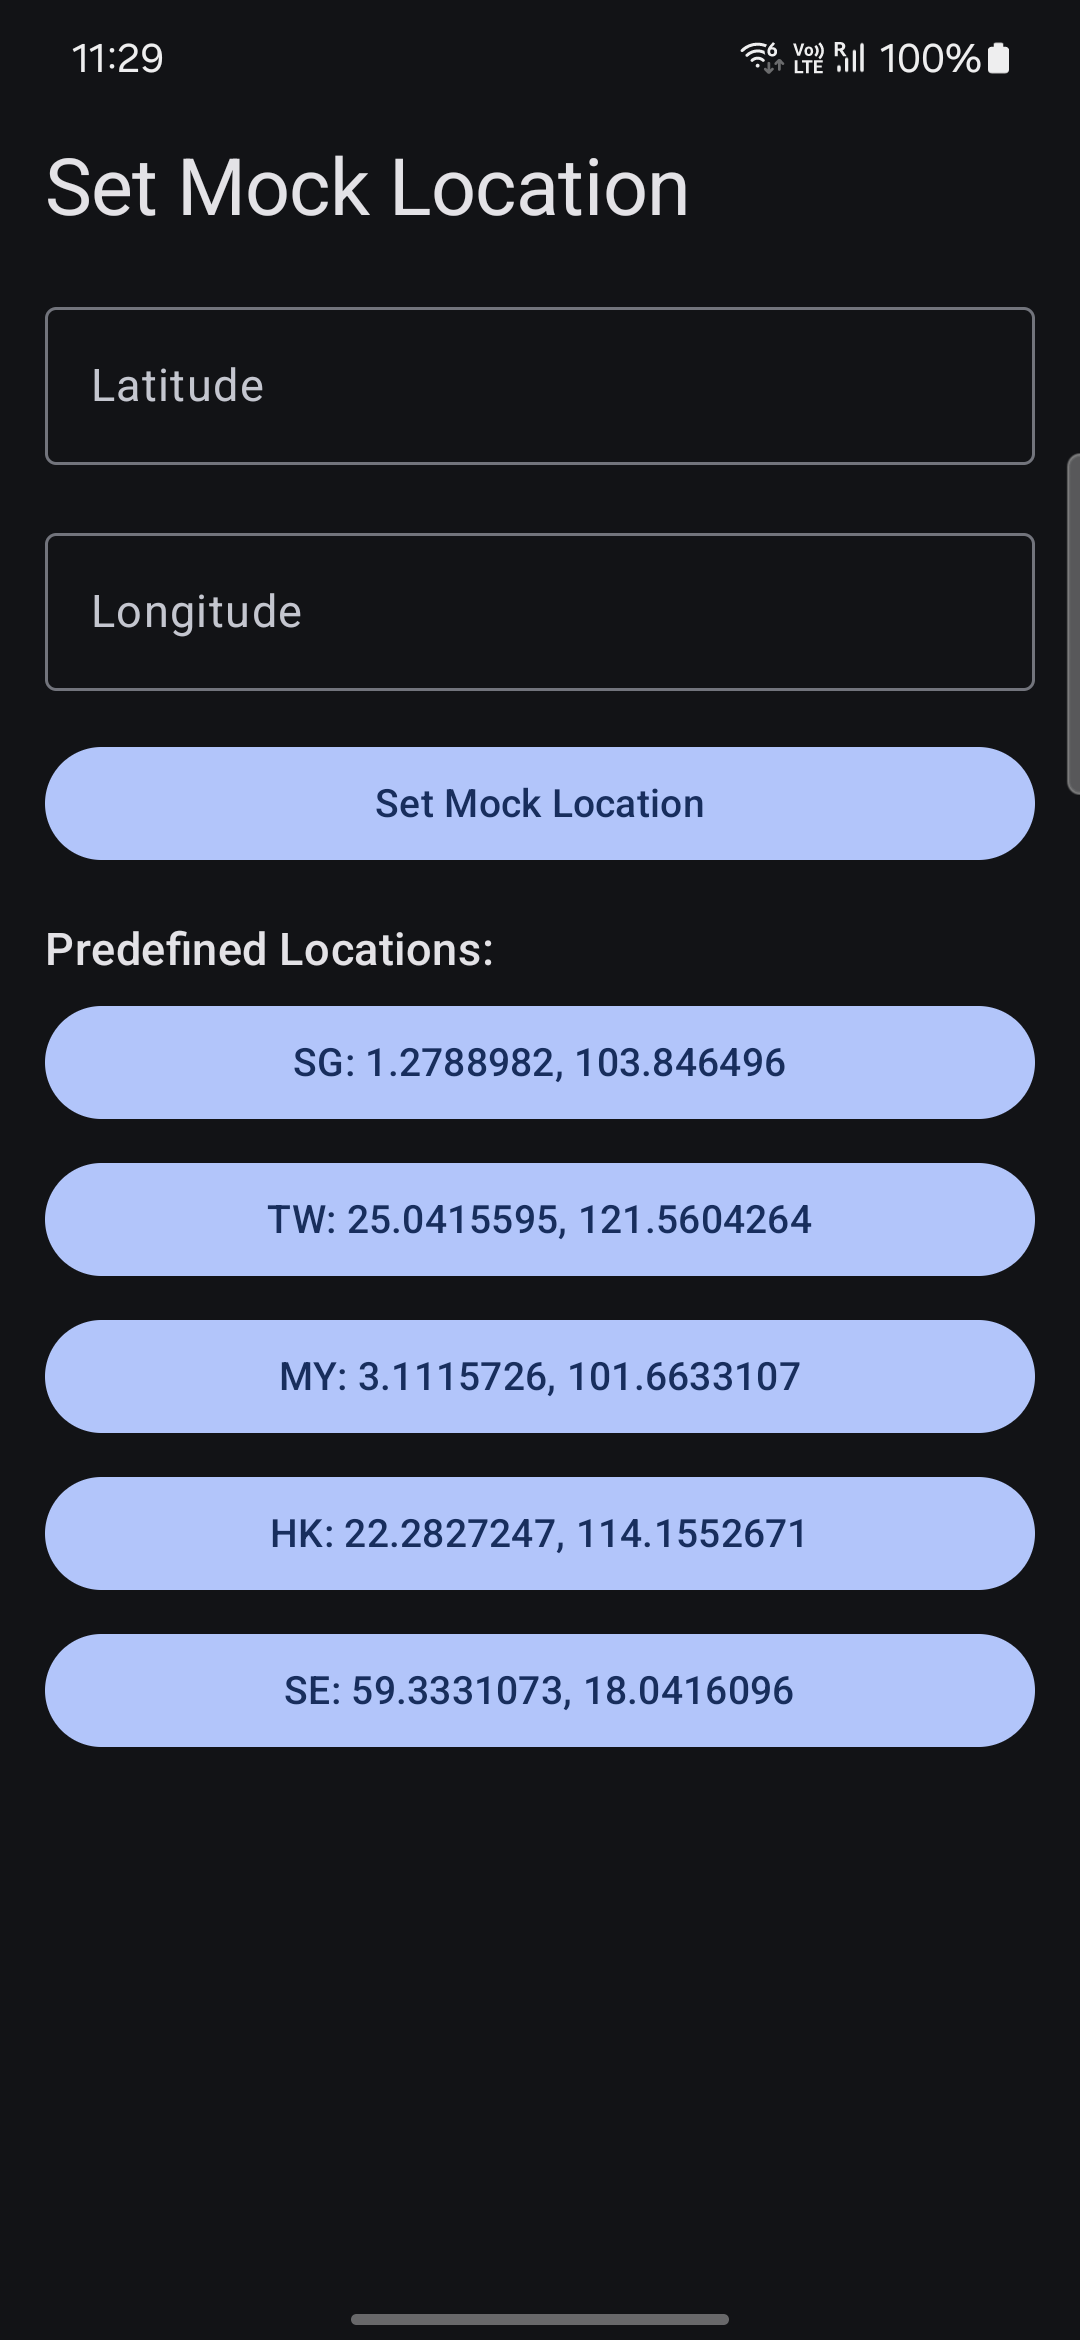 11:29
6 Vo)) LTE R 100%
Set Mock Location
Latitude
Longitude
Set Mock Location
Predefined Locations:
SG: 1.2788982, 103.846496
TW: 25.0415595, 121.5604264
MY: 3.1115726, 101.6633107
HK: 22.2827247, 114.1552671
SE: 59.3331073, 18.0416096